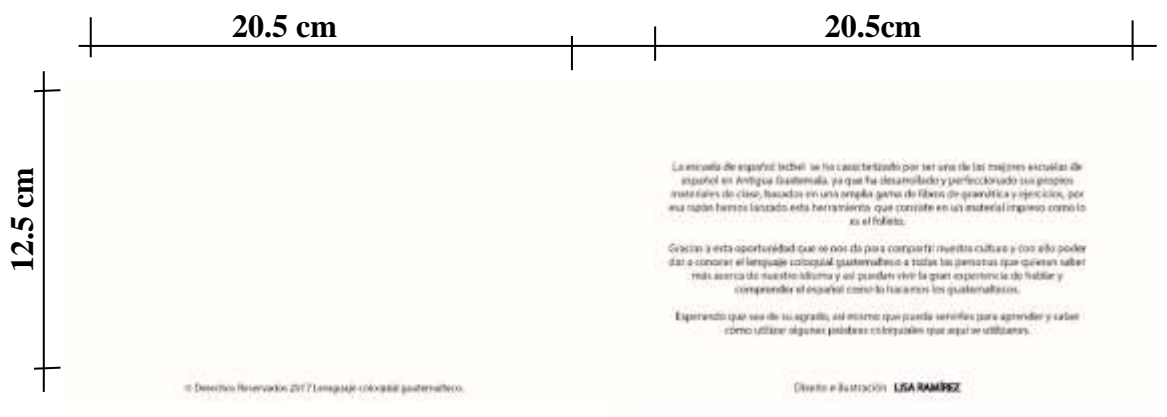 20.5 cm
20.5cm
12.5 cm
La escuela de español Ixchel se ha caracterizado por ser una de las mejores escuelas de
español en Antigua Guatemala, ya que ha desarrollado y perfeccionado sus propios
materiales de clase, basados en una amplia gama de libros de gramática y ejercicios, por
esa razón hemos lanzado esta herramienta que consiste en un material impreso como lo
es el folleto.
Gracias a esta oportunidad que se nos da para compartir nuestra cultura y con ello poder
dar a conocer el lenguaje coloquial guatemalteco a todas las personas que quieran saber
más acerca de nuestro idioma y así puedan vivir la gran experiencia de hablar y
comprender el español como lo hacemos los guatemaltecos.
Esperando que sea de su agrado, así mismo que pueda servirles para aprender y saber
cómo utilizar algunas palabras coloquiales que aquí se utilizaron.
© Derechos Reservados 2017 Lenguaje coloquial guatemalteco.
Diseño e ilustración LISA RAMÍREZ